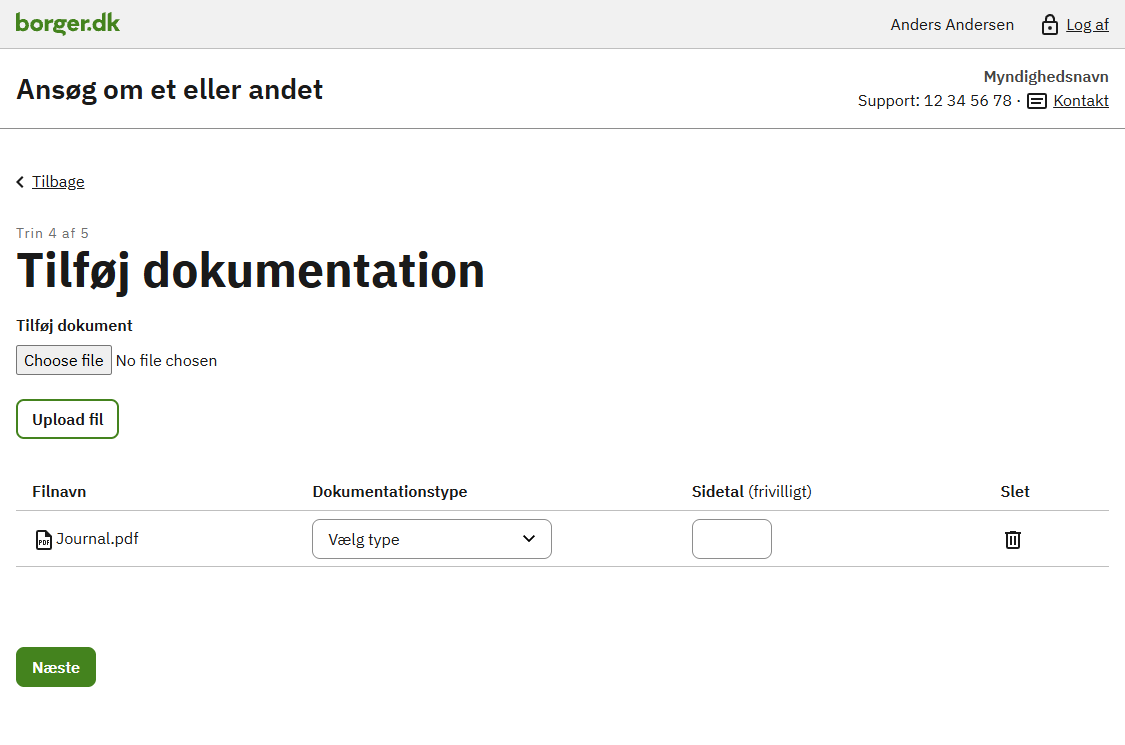 borger.dk
Anders Andersen
Log af
Ansøg om et eller andet
Myndighedsnavn
Support: 12 34 56 78 · Kontakt
Tilbage
Trin 4 af 5
Tilføj dokumentation
Tilføj dokument
Choose file No file chosen
Upload fil
Filnavn Dokumentationstype Sidetal (frivilligt) Slet
PDF Journal.pdf Vælg type
Næste